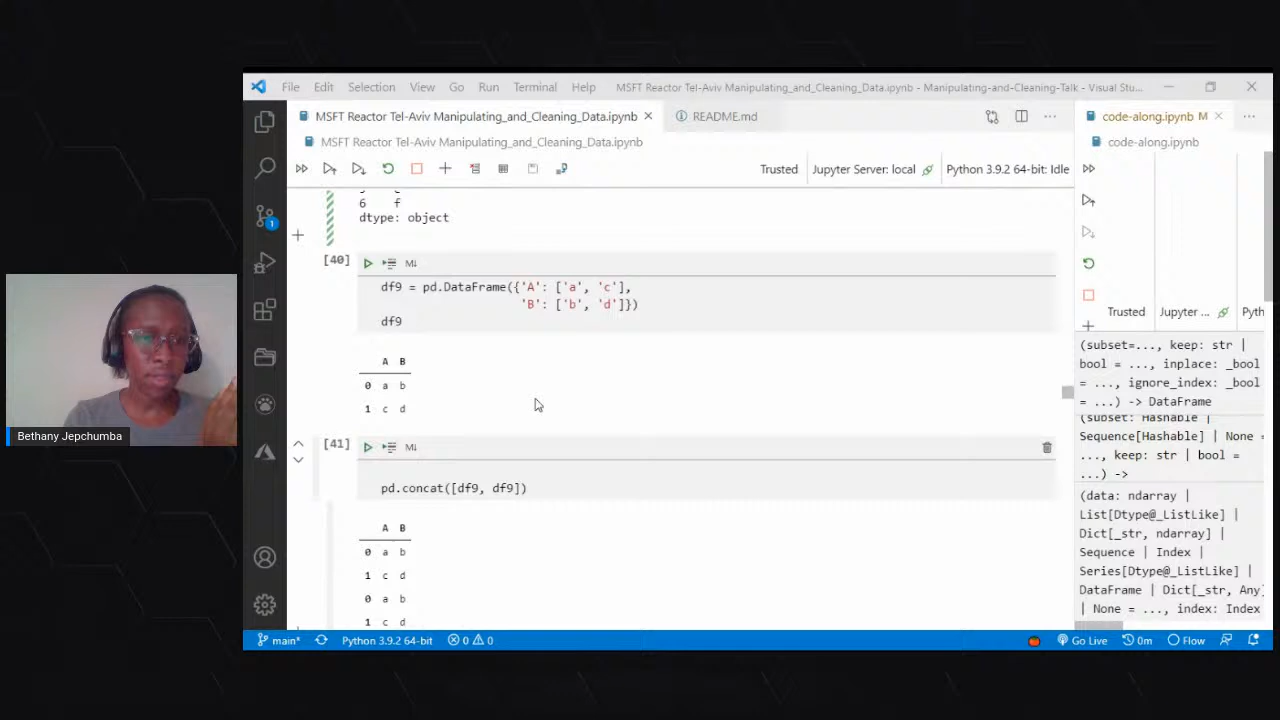 File Edit Selection View Go Run Terminal Help MSFT Reactor Tel-Aviv Manipulating_and_Cleaning_Data.ipynb - Manipulating-and-Cleaning-Talk - Visual Stu...
MSFT Reactor Tel-Aviv Manipulating_and_Cleaning_Data.ipynb README.md
MSFT Reactor Tel-Aviv Manipulating_and_Cleaning_Data.ipynb
Trusted Jupyter Server: local Python 3.9.2 64-bit: Idle
6 f
dtype: object
[40]
M↓
df9 = pd.DataFrame({'A': ['a', 'c'],
'B': ['b', 'd']})
df9
A B
0 a b
1 c d
[41]
M↓
pd.concat([df9, df9])
A B
0 a b
1 c d
0 a b
1 c d
code-along.ipynb M
code-along.ipynb
Trusted Jupyter ... Pyth
(subset=..., keep: str |
bool = ..., inplace: _bool
= ..., ignore_index: _bool
= ...) -> DataFrame
(subset: Hashable |
Sequence[Hashable] | None =
..., keep: str | bool =
...) ->
(data: ndarray |
List[Dtype@_ListLike] |
Dict[_str, ndarray] |
Sequence | Index |
Series[Dtype@_ListLike] |
DataFrame | Dict[_str, Any]
| None = ..., index: Index
1
Bethany Jepchumba
main* Python 3.9.2 64-bit 0 0 Go Live 0m Flow